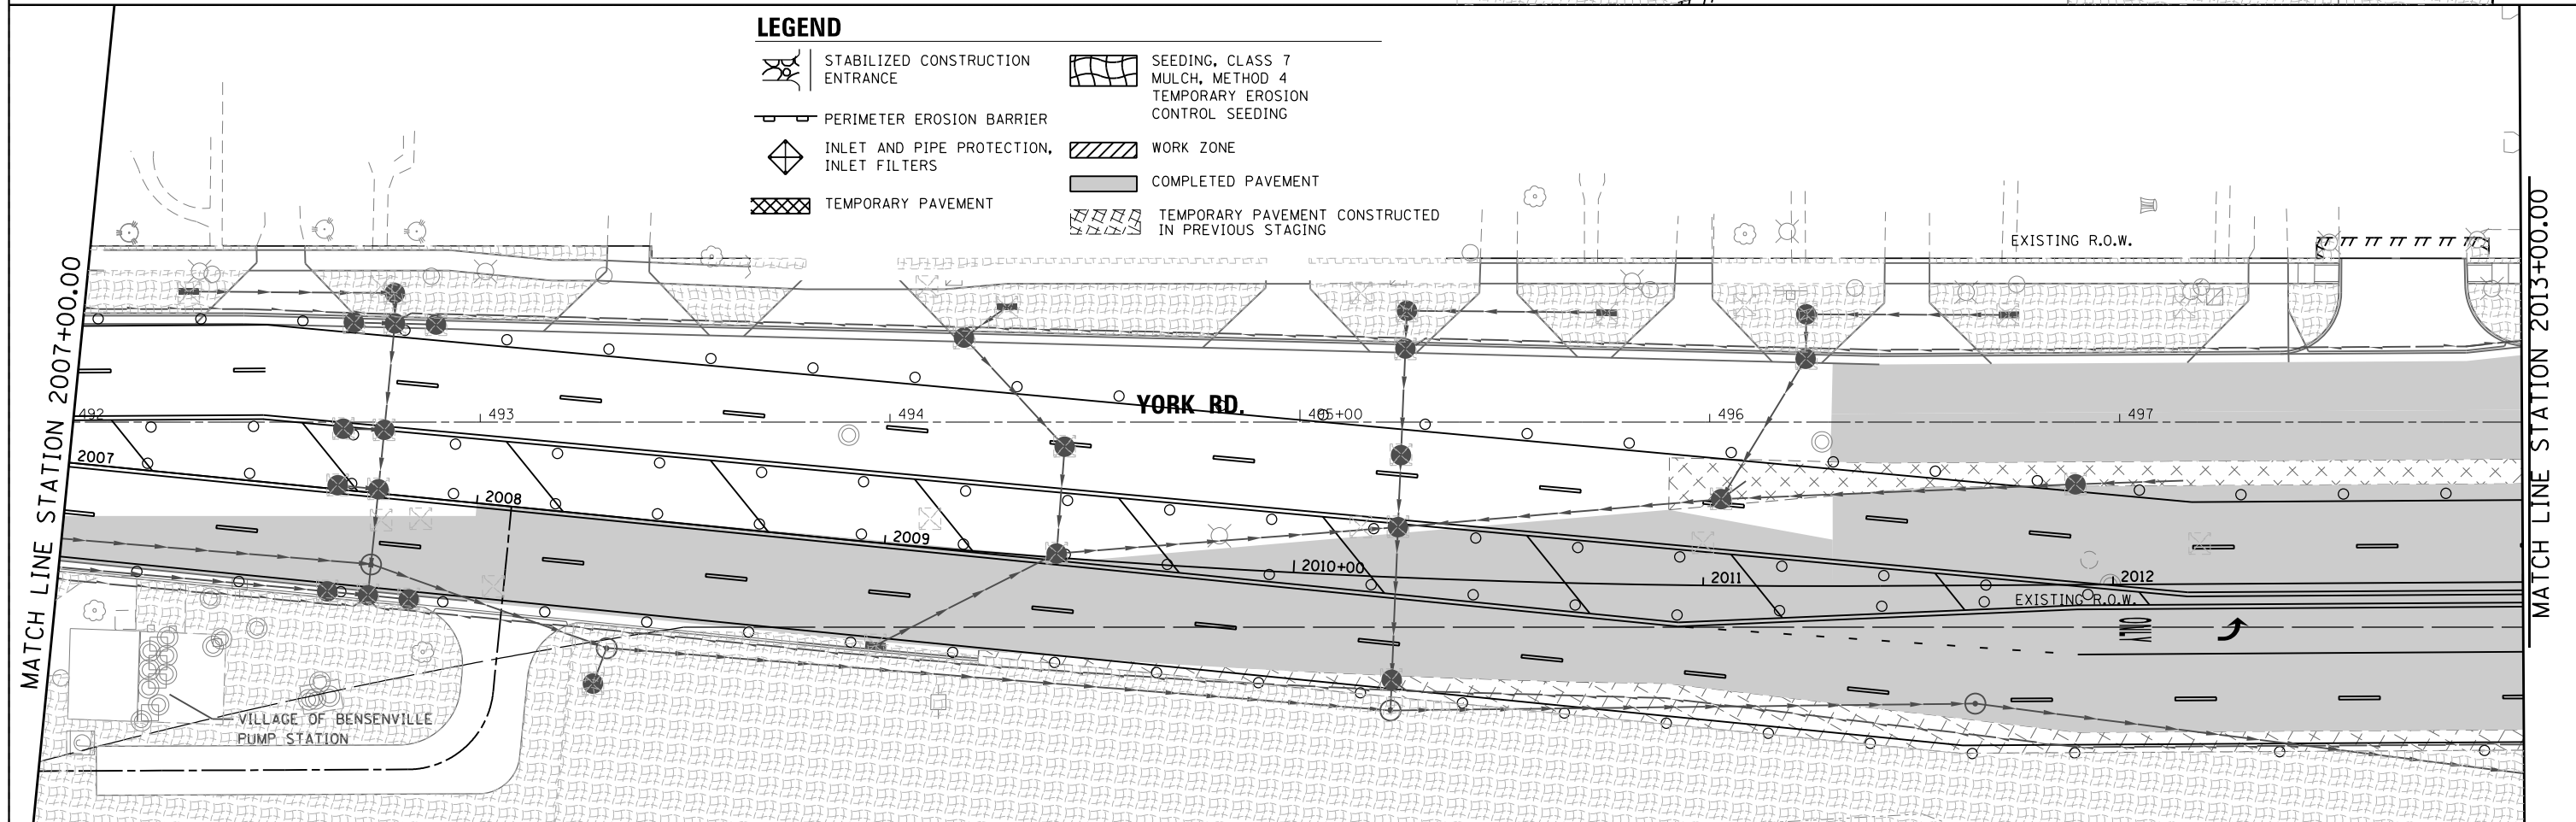 LEGEND
STABILIZED CONSTRUCTION
ENTRANCE
PERIMETER EROSION BARRIER
INLET AND PIPE PROTECTION,
INLET FILTERS
TEMPORARY PAVEMENT
SEEDING, CLASS 7
MULCH, METHOD 4
TEMPORARY EROSION
CONTROL SEEDING
WORK ZONE
COMPLETED PAVEMENT
TEMPORARY PAVEMENT CONSTRUCTED
IN PREVIOUS STAGING
EXISTING R.O.W.
MATCH LINE STATION 2007+00.00
MATCH LINE STATION 2013+00.00
YORK RD.
492
493
494
495+00
496
497
2007
2008
2009
2010+00
2011
2012
EXISTING R.O.W.
ONLY
VILLAGE OF BENSENVILLE
PUMP STATION